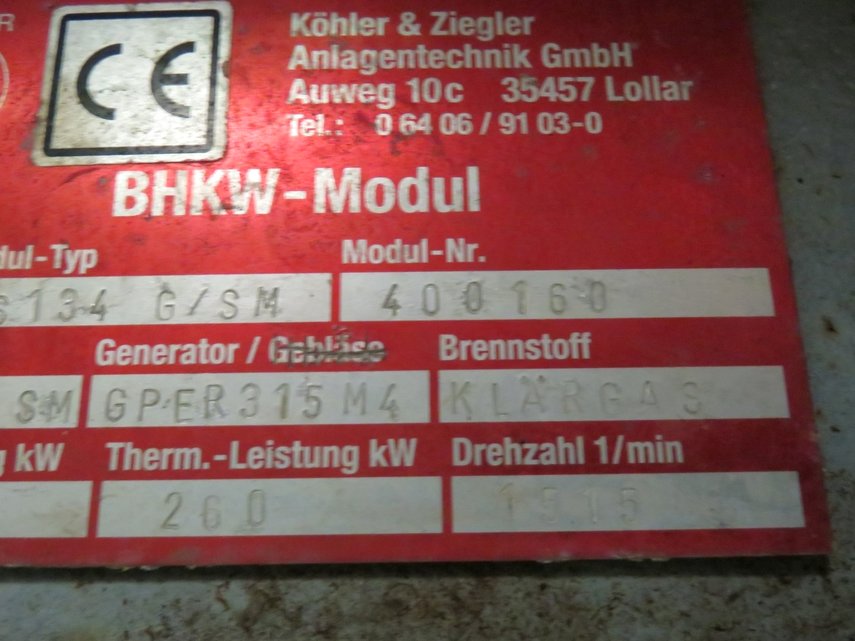 R
CE
Köhler & Ziegler
Anlagentechnik GmbH
Auweg 10c 35457 Lollar
Tel.: 0 64 06 / 91 03-0
BHKW-Modul
dul-Typ Modul-Nr.
S134 G/SM 400160
Generator / Gebläse Brennstoff
SM GPER315M4 KLÄRGAS
g kW Therm.-Leistung kW Drehzahl 1/min
260 1515